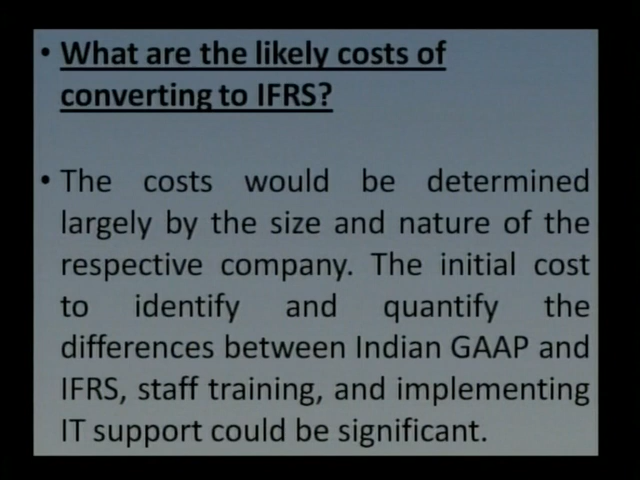 • What are the likely costs of
converting to IFRS?
• The costs would be determined
largely by the size and nature of the
respective company. The initial cost
to identify and quantify the
differences between Indian GAAP and
IFRS, staff training, and implementing
IT support could be significant.